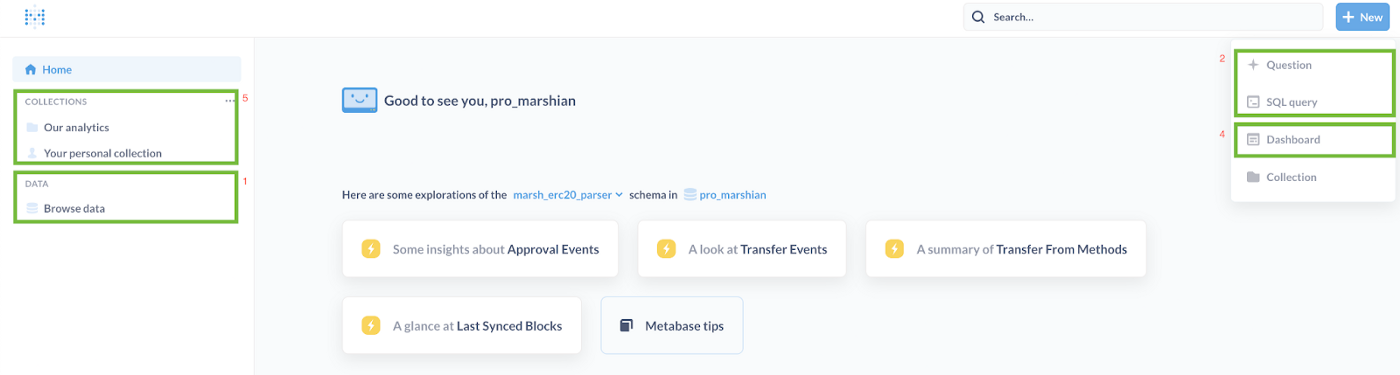 Search...
+ New
Home
COLLECTIONS ... 5
Our analytics
Your personal collection
DATA 1
Browse data
Good to see you, pro_marshian
Here are some explorations of the marsh_erc20_parser schema in pro_marshian
Some insights about Approval Events
A look at Transfer Events
A summary of Transfer From Methods
A glance at Last Synced Blocks
Metabase tips
2 Question
SQL query
4 Dashboard
Collection